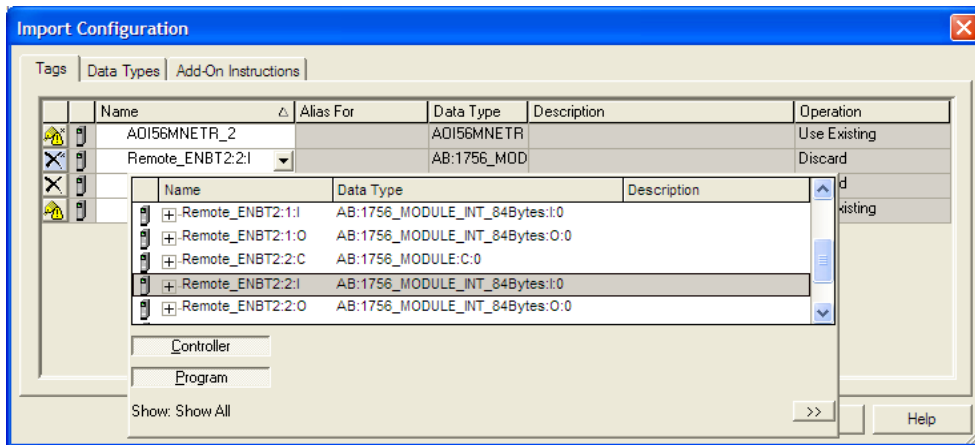 Import Configuration
Tags Data Types Add-On Instructions
Name Alias For Data Type Description Operation
AOI56MNETR_2 AOI56MNETR Use Existing
Remote_ENBT2:2:I AB:1756_MOD Discard
d
Name Data Type Description
Remote_ENBT2:1:I AB:1756_MODULE_INT_84Bytes:I:0
xisting
Remote_ENBT2:1:O AB:1756_MODULE_INT_84Bytes:O:0
Remote_ENBT2:2:C AB:1756_MODULE:C:0
Remote_ENBT2:2:I AB:1756_MODULE_INT_84Bytes:I:0
Remote_ENBT2:2:O AB:1756_MODULE_INT_84Bytes:O:0
Controller
Program
Show: Show All >>
Help